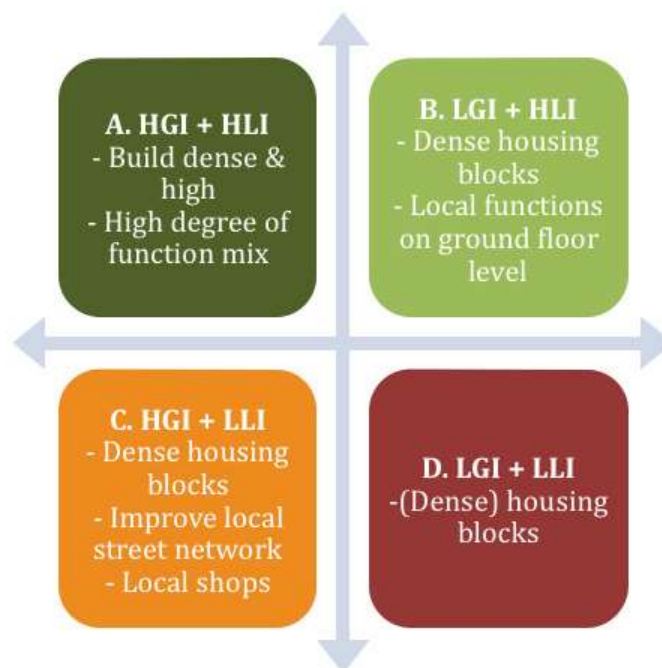 A. HGI + HLI
- Build dense &
high
- High degree of
function mix
B. LGI + HLI
- Dense housing
blocks
- Local functions
on ground floor
level
C. HGI + LLI
- Dense housing
blocks
- Improve local
street network
- Local shops
D. LGI + LLI
-(Dense) housing
blocks